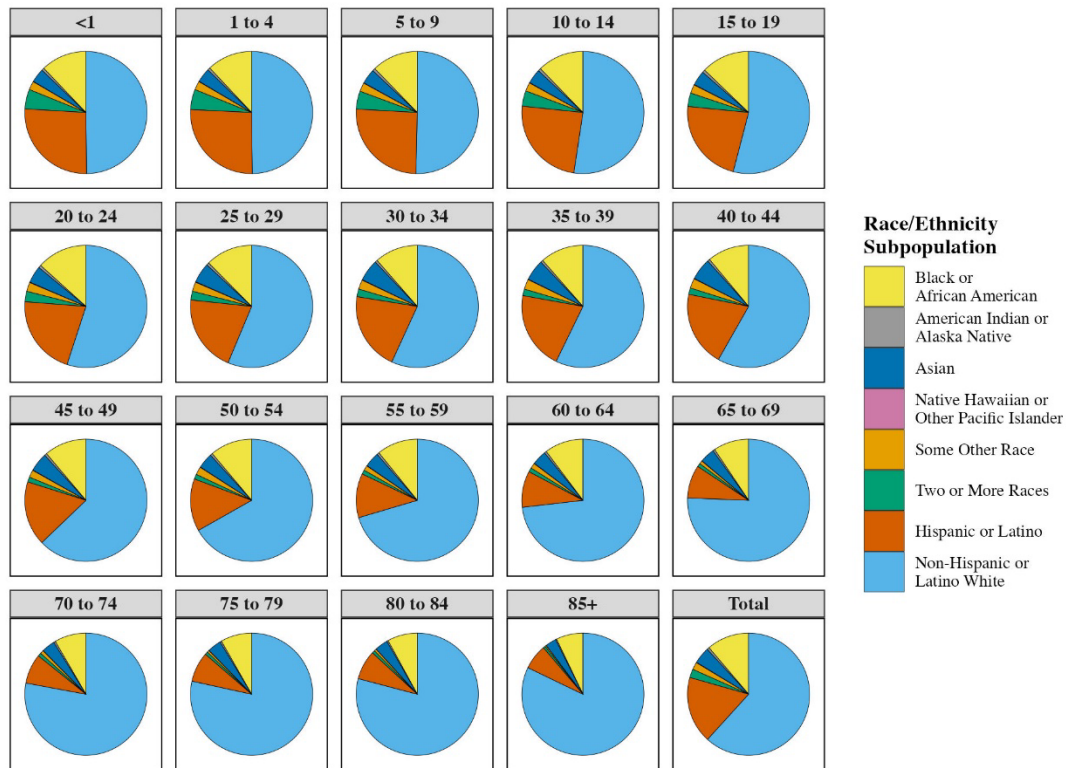 <1
1 to 4
5 to 9
10 to 14
15 to 19
20 to 24
25 to 29
30 to 34
35 to 39
40 to 44
45 to 49
50 to 54
55 to 59
60 to 64
65 to 69
70 to 74
75 to 79
80 to 84
85+
Total
Race/Ethnicity
Subpopulation
Black or
African American
American Indian or
Alaska Native
Asian
Native Hawaiian or
Other Pacific Islander
Some Other Race
Two or More Races
Hispanic or Latino
Non-Hispanic or
Latino White